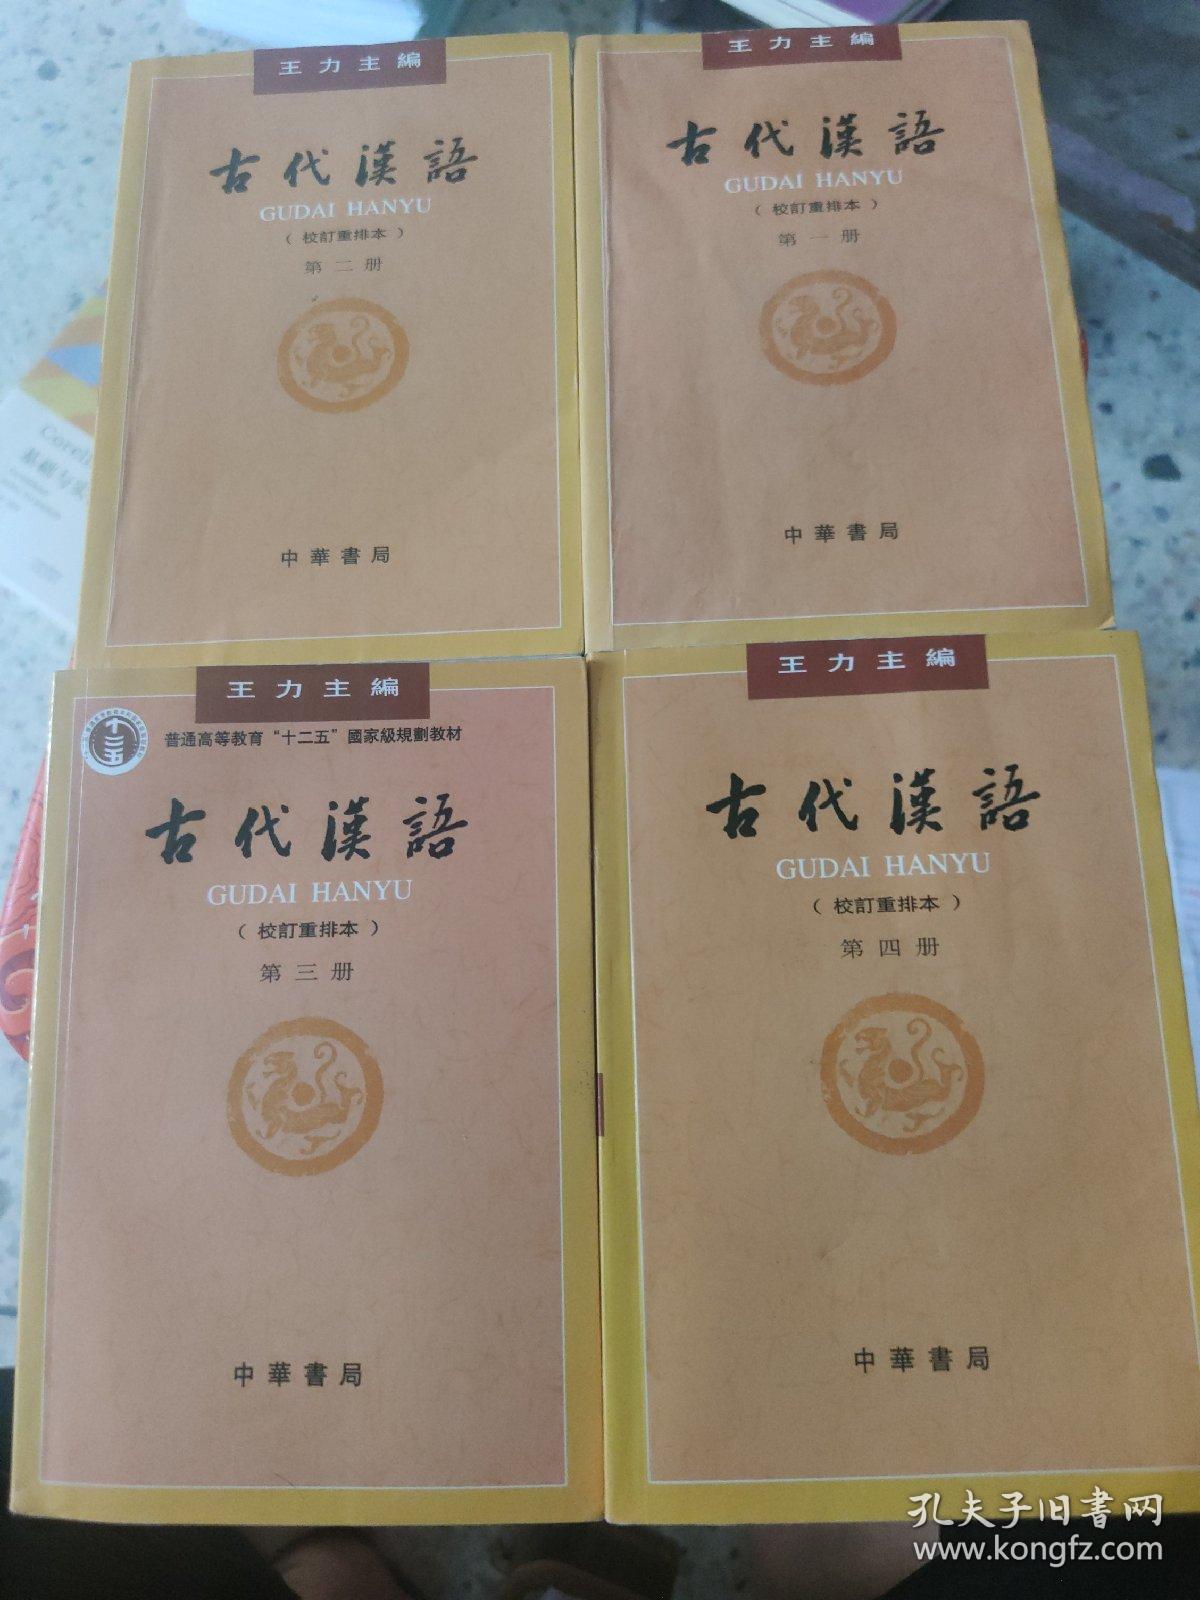 王力主編
古代漢語
GUDAI HANYU
（校訂重排本）
第二册
中華書局
王力主編
古代漢語
GUDAI HANYU
（校訂重排本）
第一册
中華書局
王力主編
普通高等教育“十二五”國家級規劃教材
十二五
古代漢語
GUDAI HANYU
（校訂重排本）
第三册
中華書局
王力主編
古代漢語
GUDAI HANYU
（校訂重排本）
第四册
中華書局
孔夫子旧書网
www.kongfz.com